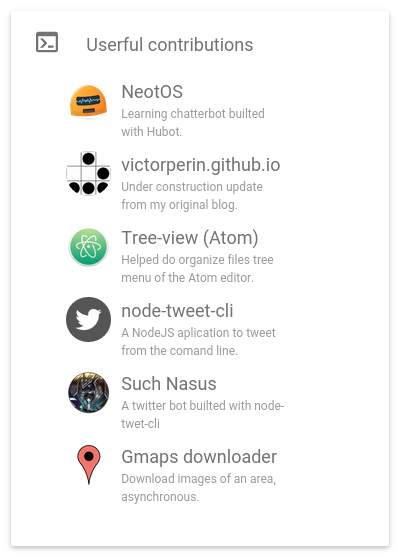 Userful contributions
NeotOS
Learning chatterbot builted
with Hubot.
victorperin.github.io
Under construction update
from my original blog.
Tree-view (Atom)
Helped do organize files tree
menu of the Atom editor.
node-tweet-cli
A NodeJS aplication to tweet
from the comand line.
Such Nasus
A twitter bot builted with node-
twet-cli
Gmaps downloader
Download images of an area,
asynchronous.